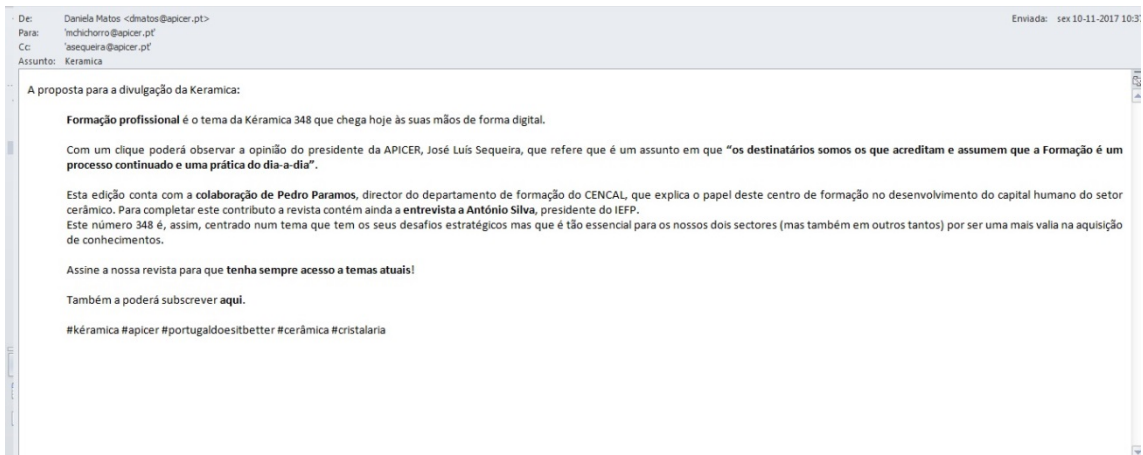 De: Daniela Matos <dmatos@apicer.pt> Enviada: sex 10-11-2017 10:37
Para: 'mchichorro@apicer.pt'
Cc: 'asequeira@apicer.pt'
Assunto: Keramica
A proposta para a divulgação da Keramica:
Formação profissional é o tema da Kéramica 348 que chega hoje às suas mãos de forma digital.
Com um clique poderá observar a opinião do presidente da APICER, José Luís Sequeira, que refere que é um assunto em que “os destinatários somos os que acreditam e assumem que a Formação é um
processo continuado e uma prática do dia-a-dia”.
Esta edição conta com a colaboração de Pedro Paramos, director do departamento de formação do CENCAL, que explica o papel deste centro de formação no desenvolvimento do capital humano do setor
cerâmico. Para completar este contributo a revista contém ainda a entrevista a António Silva, presidente do IEFP.
Este número 348 é, assim, centrado num tema que tem os seus desafios estratégicos mas que é tão essencial para os nossos dois sectores (mas também em outros tantos) por ser uma mais valia na aquisição
de conhecimentos.
Assine a nossa revista para que tenha sempre acesso a temas atuais!
Também a poderá subscrever aqui.
#kéramica #apicer #portugaldoesitbetter #cerâmica #cristalaria